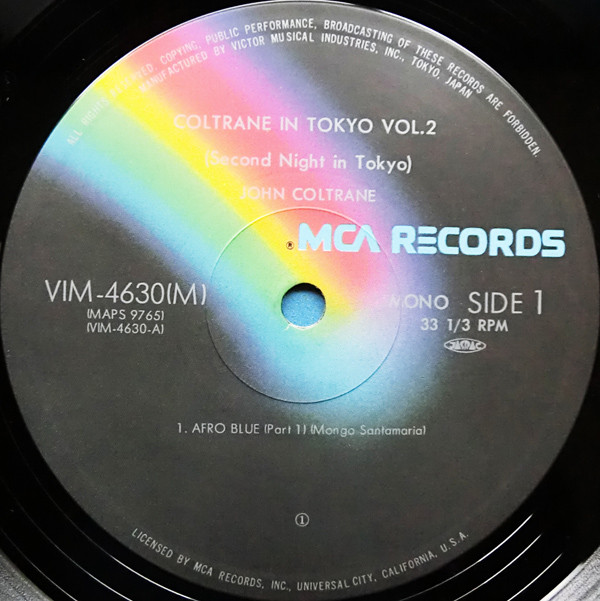 ALL RIGHTS RESERVED. COPYING, PUBLIC PERFORMANCE, BROADCASTING OF THESE RECORDS ARE FORBIDDEN.
MANUFACTURED BY VICTOR MUSICAL INDUSTRIES, INC., TOKYO, JAPAN
COLTRANE IN TOKYO VOL.2
(Second Night in Tokyo)
JOHN COLTRANE
® MCA RECORDS
VIM-4630(M)
(MAPS 9765)
(VIM-4630-A)
MONO SIDE 1
33 1/3 RPM
JASRAC
1. AFRO BLUE (Part 1) (Mongo Santamaria)
①
LICENSED BY MCA RECORDS, INC., UNIVERSAL CITY, CALIFORNIA, U.S.A.